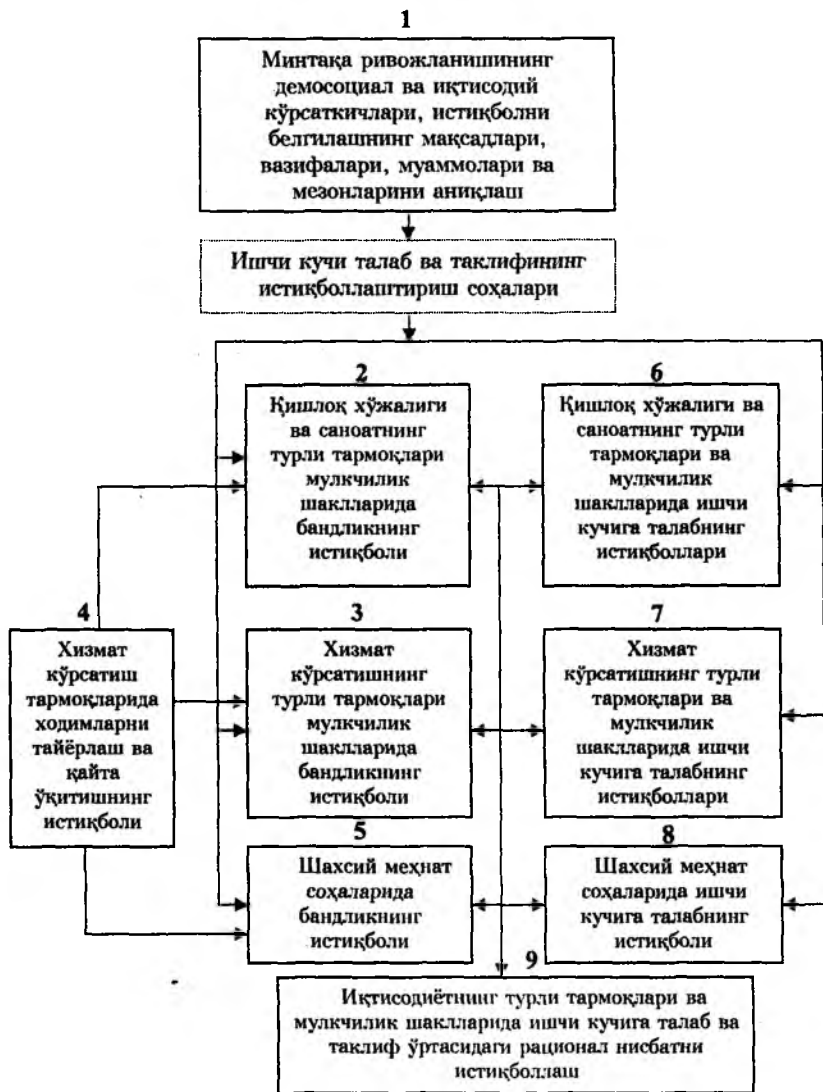 1
Минтақа ривожланишининг
демосоциал ва иқтисодий
кўрсаткичлари, истиқболни
белгилашнинг мақсадлари,
вазифалари, муаммолари ва
мезонларини аниқлаш
Ишчи кучи талаб ва таклифининг
истиқболлаштириш соҳалари
2
Қишлоқ хўжалиги
ва саноатнинг
турли тармоқлари
мулкчилик
шаклларида
бандликнинг
истиқболи
6
Қишлоқ хўжалиги ва
саноатнинг турли
тармоқлари ва
мулкчилик
шаклларида ишчи
кучига талабнинг
истиқболлари
4
Хизмат
кўрсатиш
тармоқларида
ходимларни
тайёрлаш ва
қайта
ўқитишнинг
истиқболи
3
Хизмат
кўрсатишнинг
турли тармоқлари
мулкчилик
шаклларида
бандликнинг
истиқболи
7
Хизмат
кўрсатишнинг турли
тармоқлари ва
мулкчилик
шаклларида ишчи
кучига талабнинг
истиқболлари
5
Шахсий меҳнат
соҳаларида
бандликнинг
истиқболи
8
Шахсий меҳнат
соҳаларида ишчи
кучига талабнинг
истиқболи
9
Иқтисодиётнинг турли тармоқлари ва
мулкчилик шаклларида ишчи кучига талаб ва
таклиф ўртасидаги рационал нисбатни
истиқболлаш